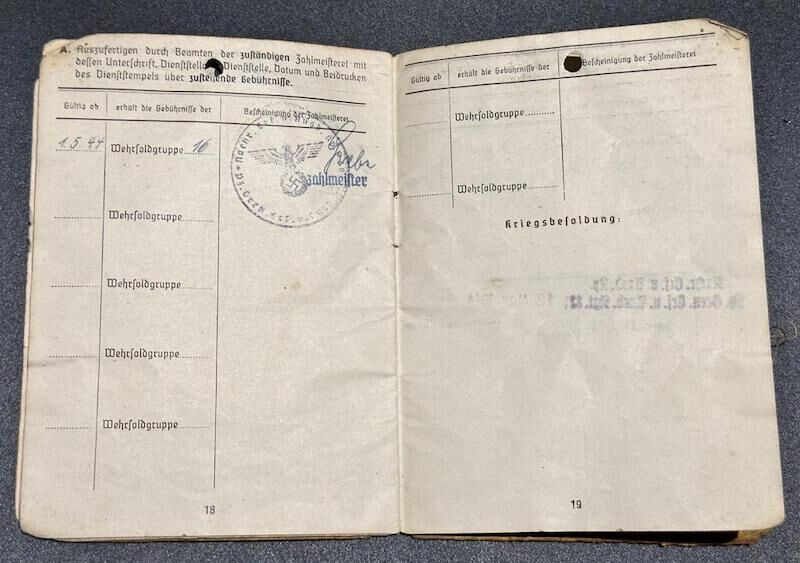 A. Auszufertigen durch Beamten der zuständigen Zahlmeisterei mit
dessen Unterschrift, Dienststellung, Dienststelle, Datum und Beidrucken
des Dienststempels über zustehende Gebührnisse.
Gültig ab erhält die Gebührnisse der Bescheinigung der Zahlmeisterei
1.5.44 Wehrsoldgruppe 16
Zahlmeister
Wehrsoldgruppe
Wehrsoldgruppe
Wehrsoldgruppe
Wehrsoldgruppe
18
Gültig ab erhält die Gebührnisse der Bescheinigung der Zahlmeisterei
Wehrsoldgruppe
Wehrsoldgruppe
Kriegsbesoldung:
19